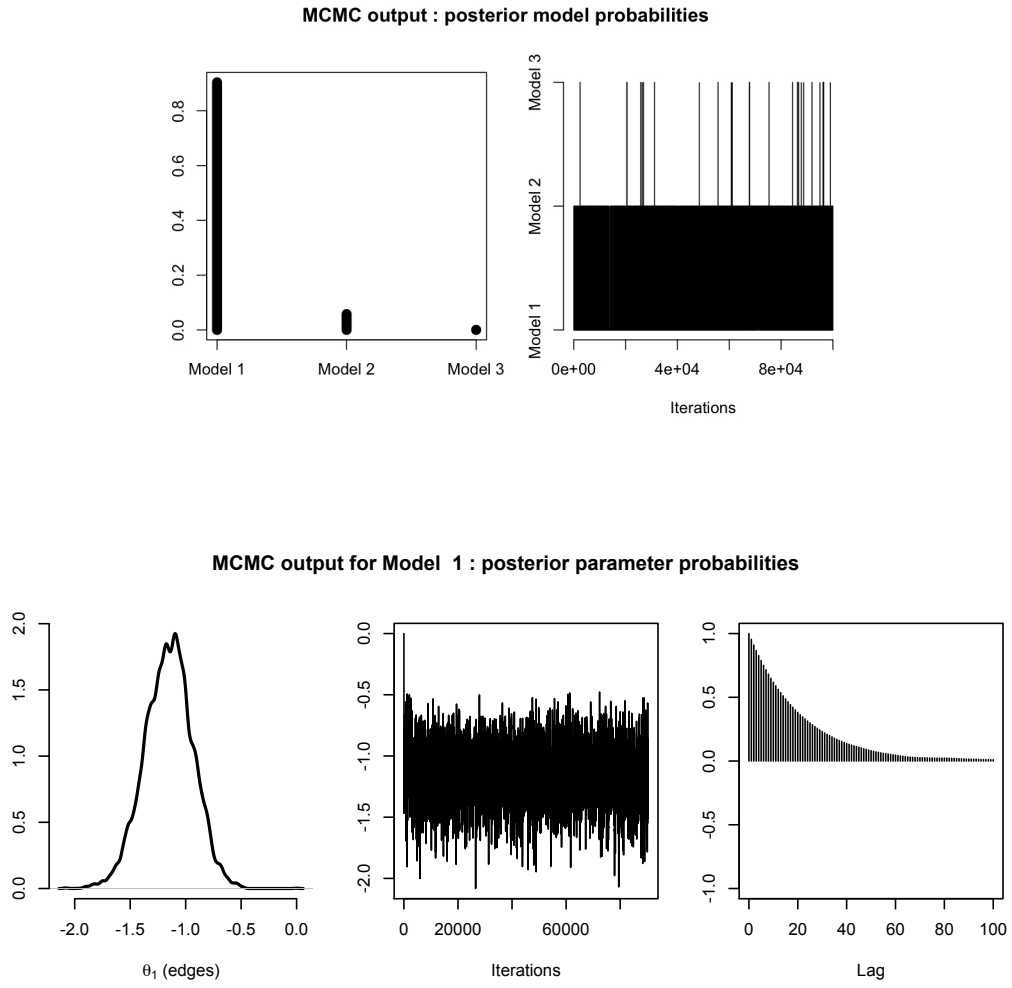 MCMC output : posterior model probabilities
0.8
0.6
0.4
0.2
0.0
Model 1 Model 2 Model 3
Model 3
Model 2
Model 1
0e+00 4e+04 8e+04
Iterations
MCMC output for Model 1 : posterior parameter probabilities
2.0
1.5
1.0
0.5
0.0
-2.0 -1.5 -1.0 -0.5 0.0
θ1 (edges)
0.0
-0.5
-1.0
-1.5
-2.0
0 20000 60000
Iterations
1.0
0.5
0.0
-0.5
-1.0
0 20 40 60 80 100
Lag